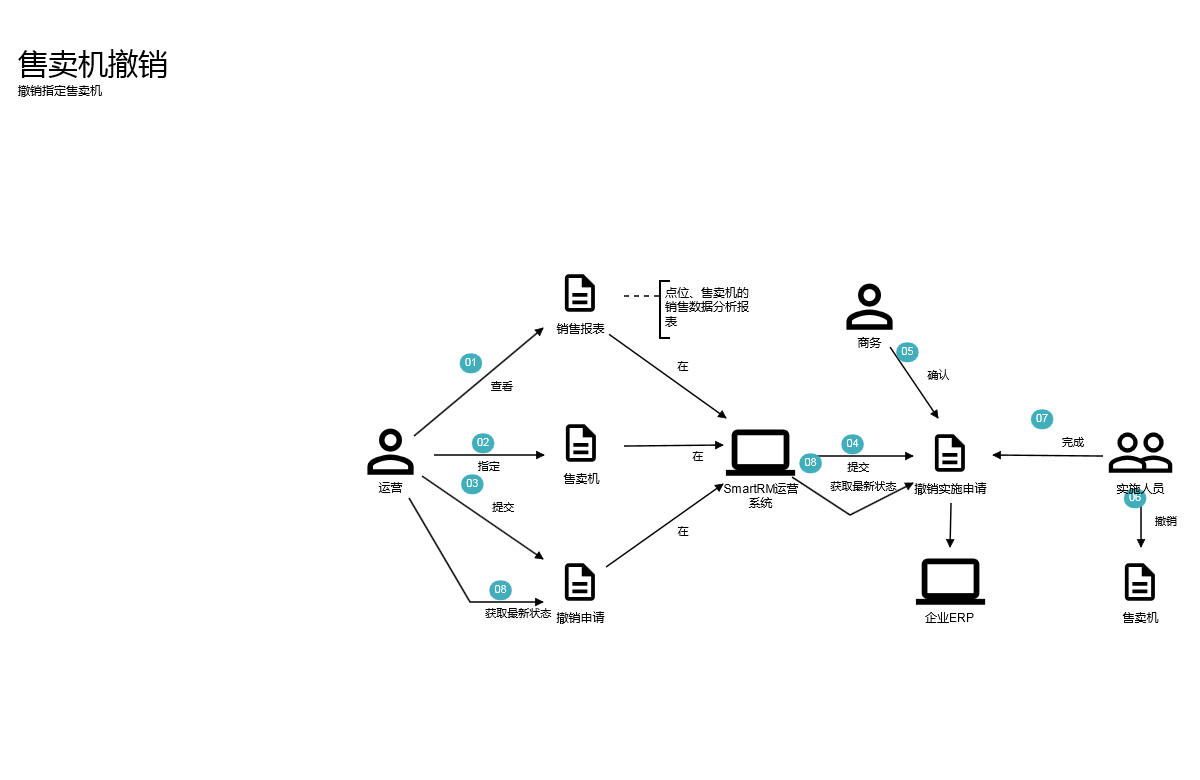 售卖机撤销
撤销指定售卖机
点位、售卖机的
销售数据分析报
表
销售报表
商务
01
查看
在
05
确认
07
02
指定
在
04
提交
完成
08
03
运营
售卖机
SmartRM运营
系统
获取最新状态
撤销实施申请
实施人员
06
提交
在
撤销
08
获取最新状态
撤销申请
企业ERP
售卖机